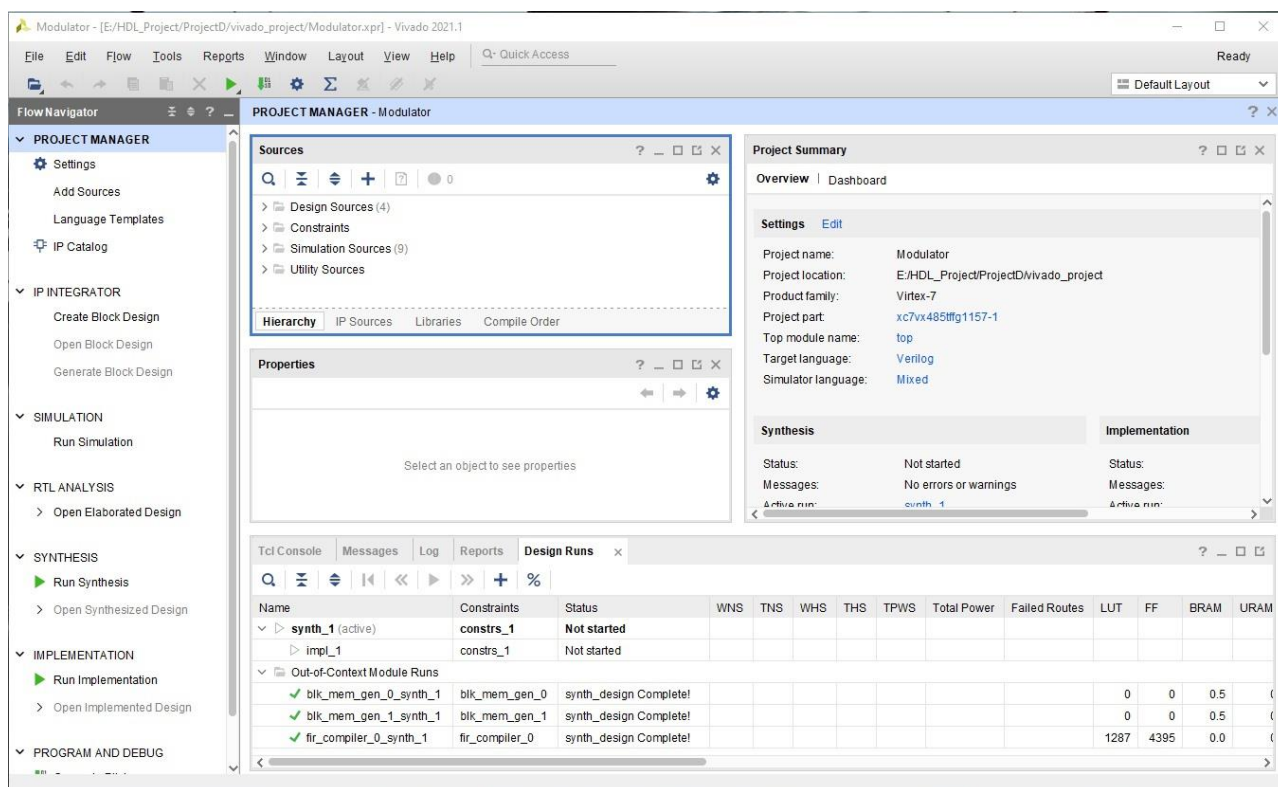 Modulator - [E:/HDL_Project/ProjectD/vivado_project/Modulator.xpr] - Vivado 2021.1
File Edit Flow Tools Reports Window Layout View Help Quick Access Ready
Default Layout
Flow Navigator
PROJECT MANAGER
Settings
Add Sources
Language Templates
IP Catalog
IP INTEGRATOR
Create Block Design
Open Block Design
Generate Block Design
SIMULATION
Run Simulation
RTL ANALYSIS
Open Elaborated Design
SYNTHESIS
Run Synthesis
Open Synthesized Design
IMPLEMENTATION
Run Implementation
Open Implemented Design
PROGRAM AND DEBUG
PROJECT MANAGER - Modulator
Sources
0
Design Sources (4)
Constraints
Simulation Sources (9)
Utility Sources
Hierarchy IP Sources Libraries Compile Order
Properties
Select an object to see properties
Project Summary
Overview | Dashboard
Settings Edit
Project name: Modulator
Project location: E:/HDL_Project/ProjectD/vivado_project
Product family: Virtex-7
Project part: xc7vx485tffg1157-1
Top module name: top
Target language: Verilog
Simulator language: Mixed
Synthesis Implementation
Status: Not started Status:
Messages: No errors or warnings Messages:
Active run: synth_1 Active run:
Tcl Console Messages Log Reports Design Runs
Name Constraints Status WNS TNS WHS THS TPWS Total Power Failed Routes LUT FF BRAM URAM
synth_1 (active) constrs_1 Not started
impl_1 constrs_1 Not started
Out-of-Context Module Runs
blk_mem_gen_0_synth_1 blk_mem_gen_0 synth_design Complete! 0 0 0.5
blk_mem_gen_1_synth_1 blk_mem_gen_1 synth_design Complete! 0 0 0.5
fir_compiler_0_synth_1 fir_compiler_0 synth_design Complete! 1287 4395 0.0